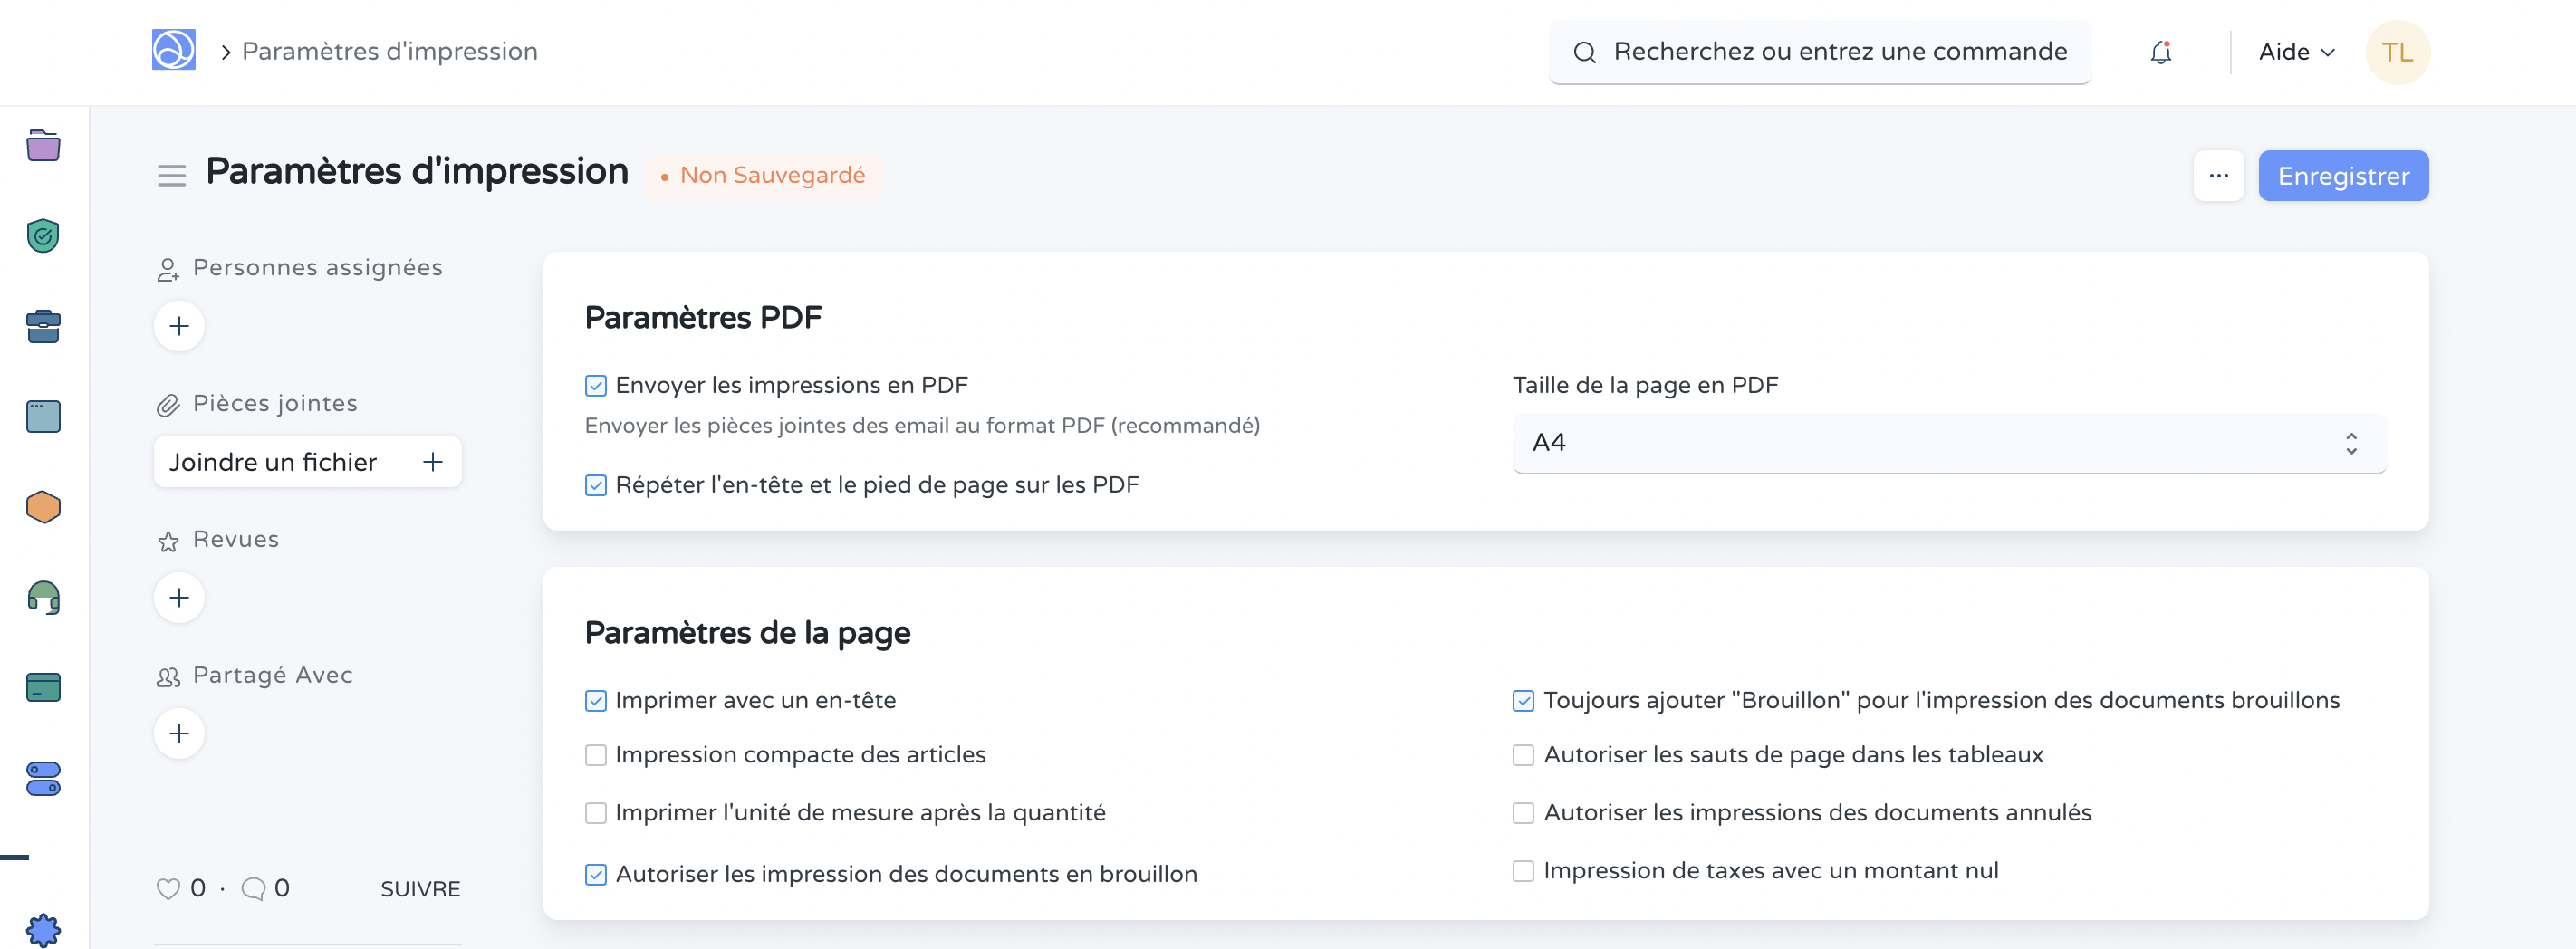 Paramètres d'impression
Recherchez ou entrez une commande
Aide
TL
Paramètres d'impression
Non Sauvegardé
...
Enregistrer
Personnes assignées
Pièces jointes
Joindre un fichier
Revues
Partagé Avec
0 · 0
SUIVRE
Paramètres PDF
Envoyer les impressions en PDF
Envoyer les pièces jointes des email au format PDF (recommandé)
Répéter l'en-tête et le pied de page sur les PDF
Taille de la page en PDF
A4
Paramètres de la page
Imprimer avec un en-tête
Impression compacte des articles
Imprimer l'unité de mesure après la quantité
Autoriser les impression des documents en brouillon
Toujours ajouter "Brouillon" pour l'impression des documents brouillons
Autoriser les sauts de page dans les tableaux
Autoriser les impressions des documents annulés
Impression de taxes avec un montant nul